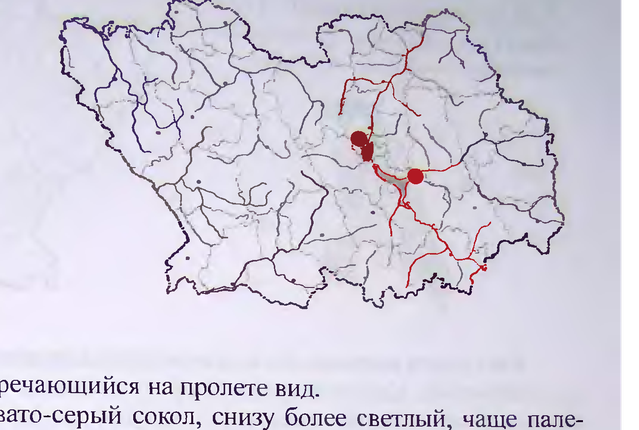 речающийся на пролете вид.
вато-серый сокол, снизу более светлый, чаще пале-